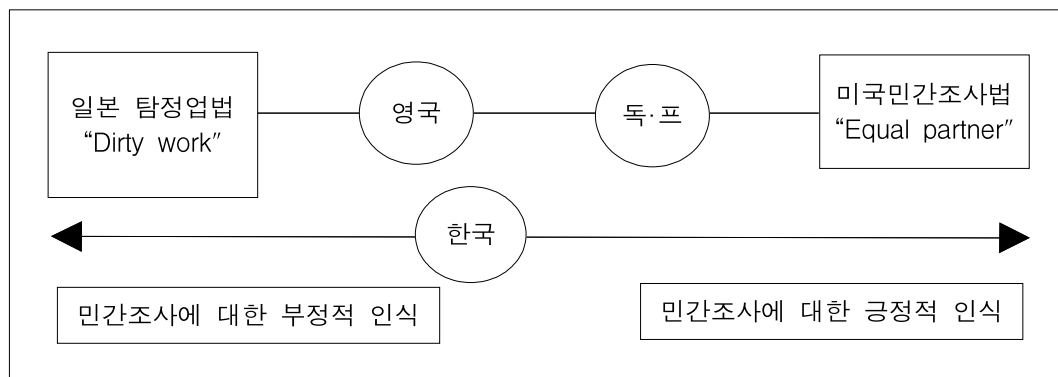 일본 탐정업법
“Dirty work”
영국
독·프
미국민간조사법
“Equal partner”
한국
민간조사에 대한 부정적 인식
민간조사에 대한 긍정적 인식